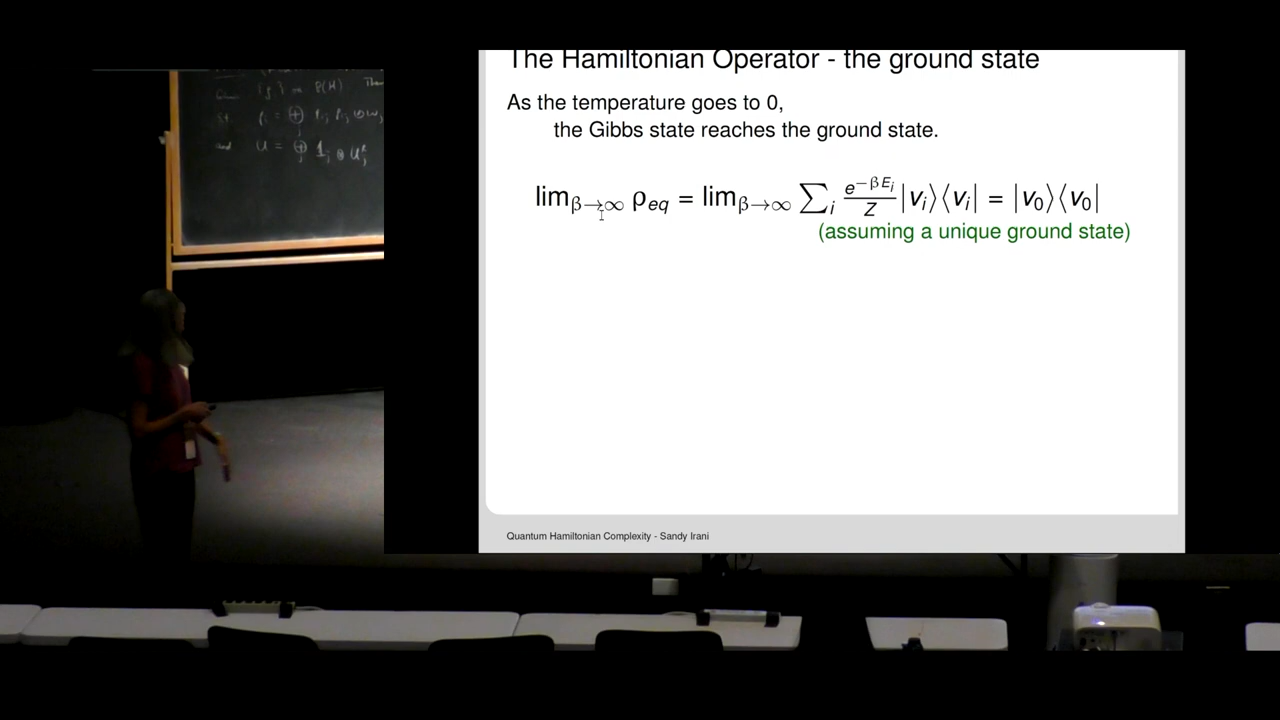 The Hamiltonian Operator - the ground state
As the temperature goes to 0,
the Gibbs state reaches the ground state.
lim_{β→∞} ρ_{eq} = lim_{β→∞} ∑_i \frac{e^{-βE_i}}{Z} |v_i⟩⟨v_i| = |v_0⟩⟨v_0|
(assuming a unique ground state)
Quantum Hamiltonian Complexity - Sandy Irani